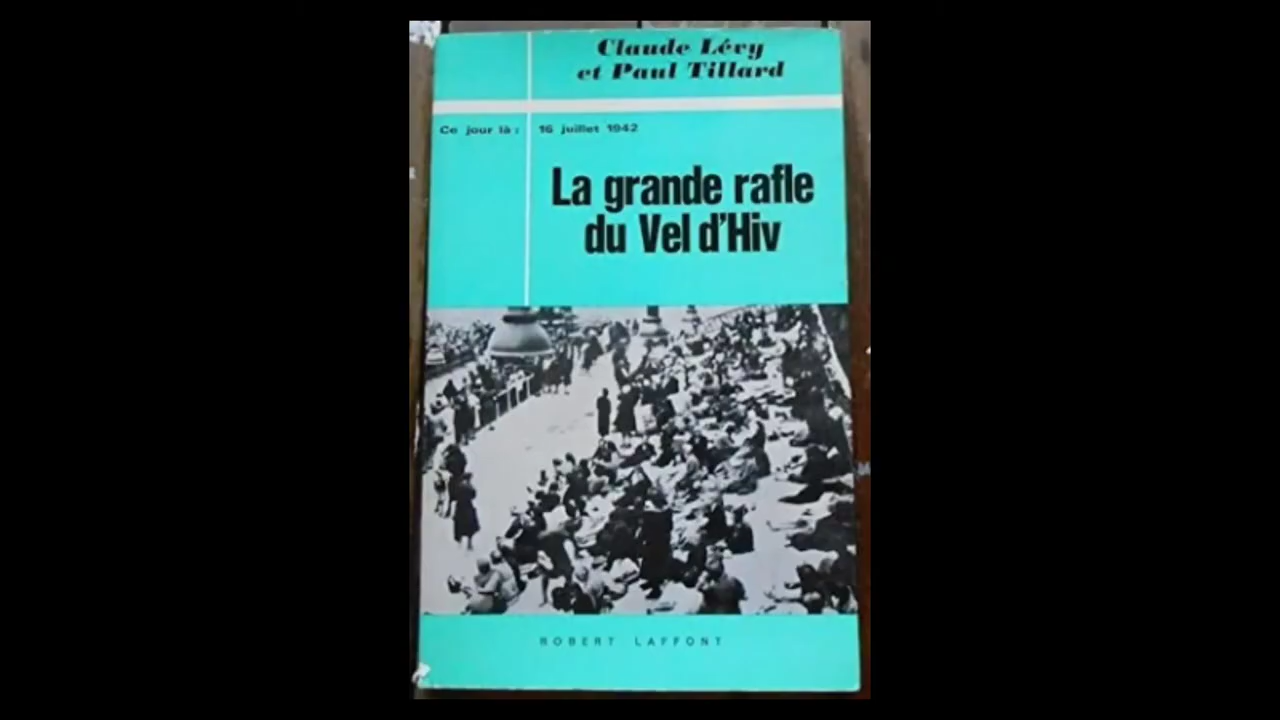 Claude Lévy
et Paul Tillard
Ce jour là : 16 juillet 1942
La grande rafle
du Vel d'Hiv
ROBERT LAFFONT